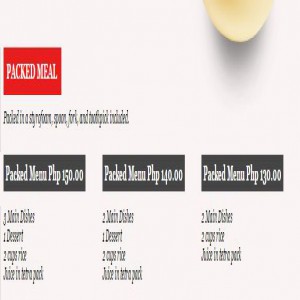 PACKED MEAL
Packed in a styrofoam, spoon, fork, and toothpick included.
Packed Menu Php 150.00
3 Main Dishes
1 Dessert
2 cups rice
Juice in tetra pack
Packed Menu Php 140.00
2 Main Dishes
1 Dessert
2 cups rice
Juice in tetra pack
Packed Menu Php 130.00
2 Main Dishes
2 cups rice
Juice in tetra pack